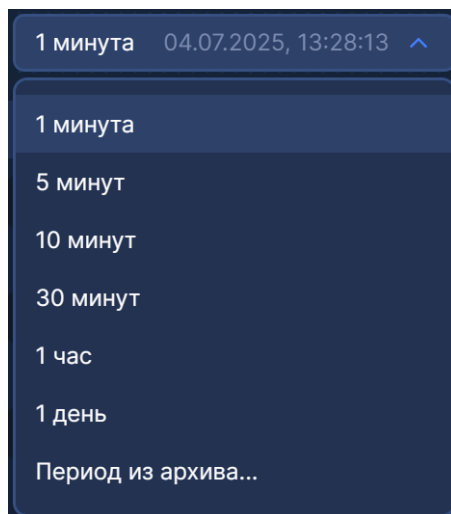 1 минута 04.07.2025, 13:28:13
1 минута
5 минут
10 минут
30 минут
1 час
1 день
Период из архива...